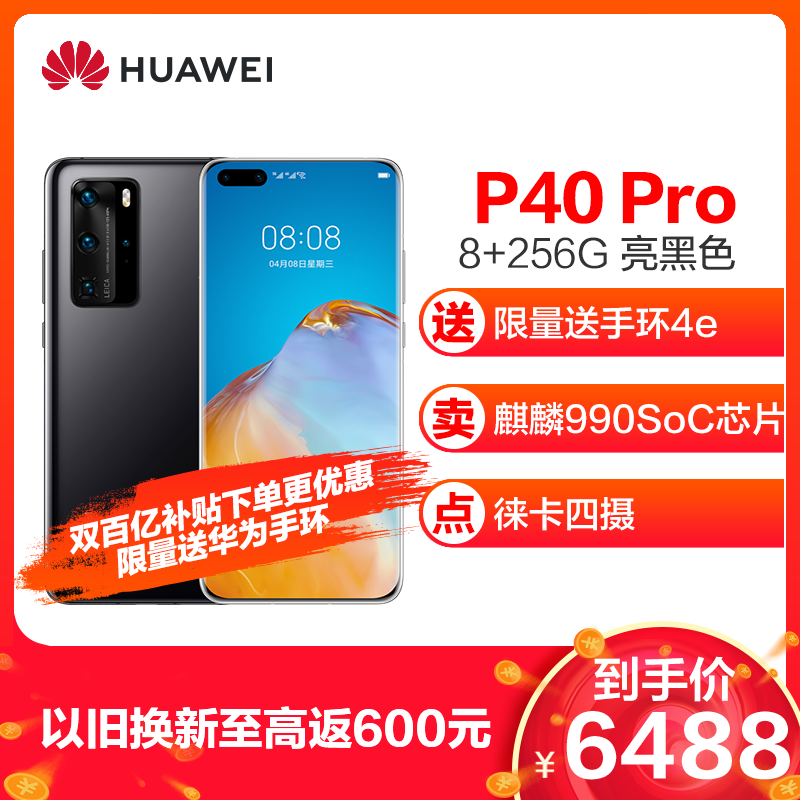 HUAWEI
P40 Pro
8+256G 亮黑色
08:08
04月08日星期三
LEICA
送 限量送手环4e
卖 麒麟990SoC芯片
点 徕卡四摄
双百亿补贴下单更优惠
限量送华为手环
以旧换新至高返600元
到手价
¥6488